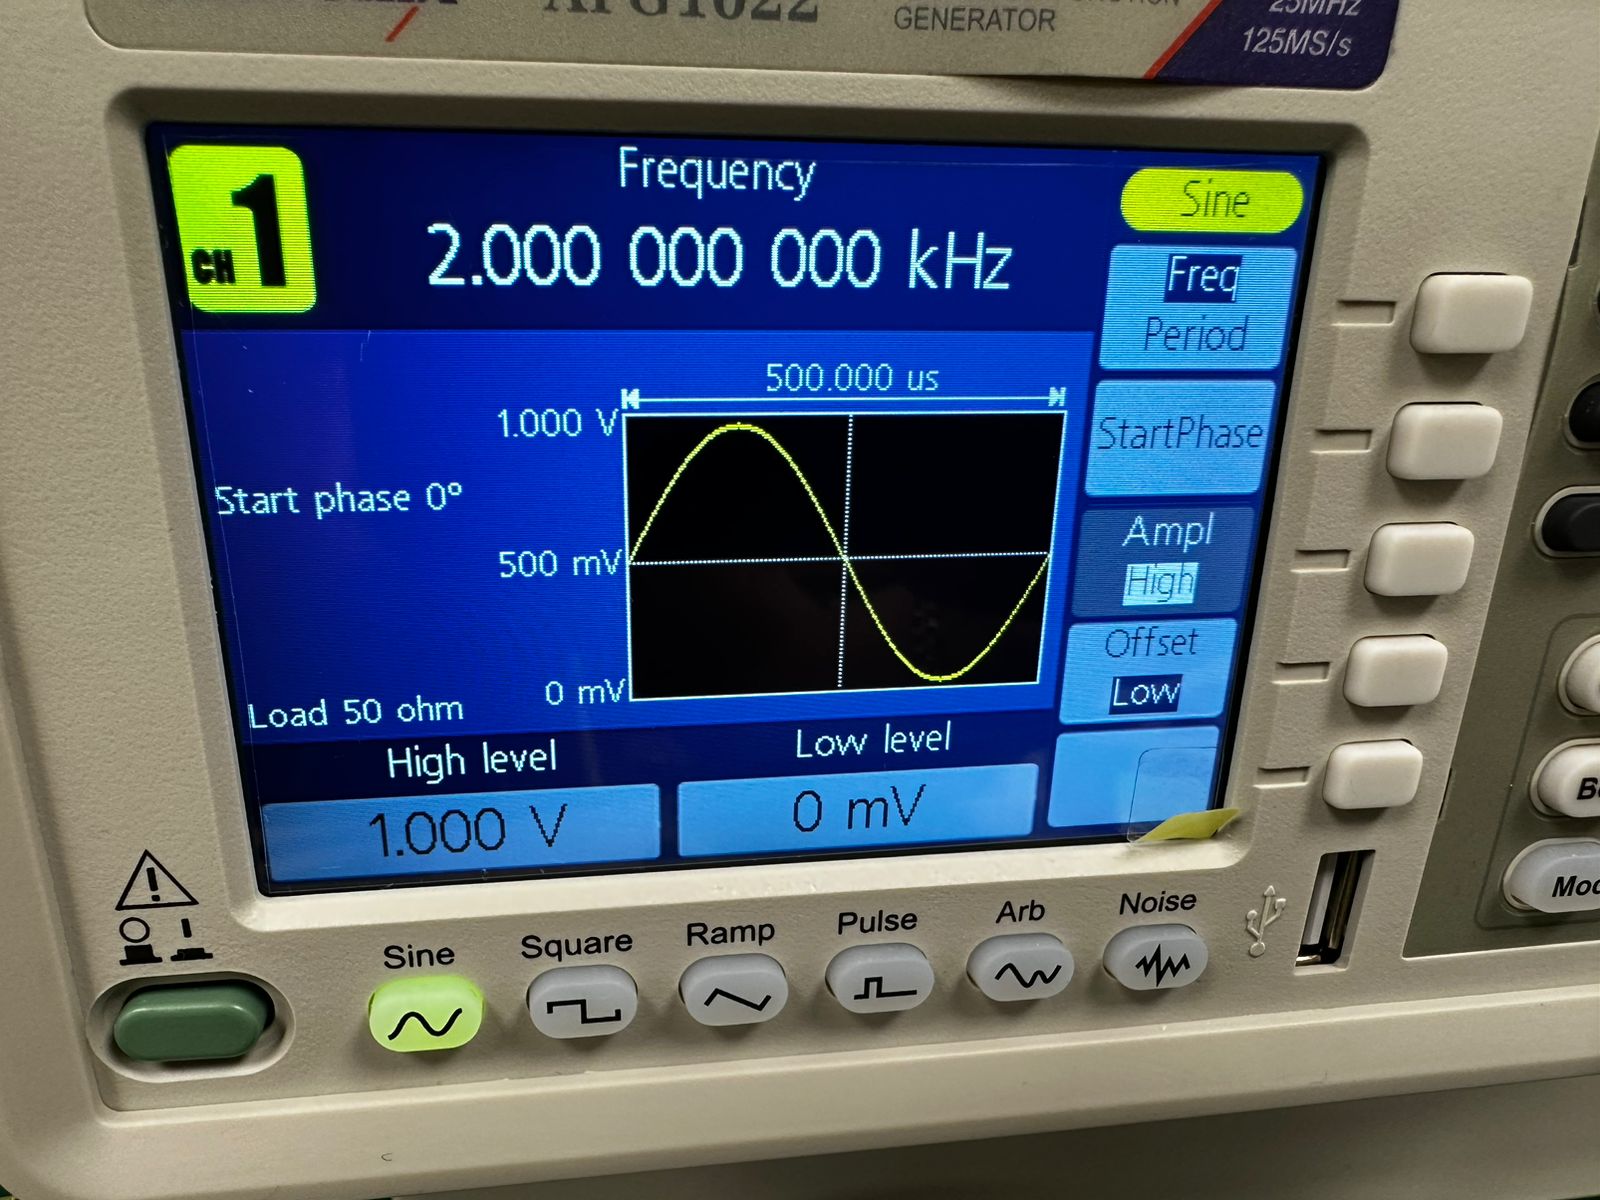 AFG1022
GENERATOR
25MHz
125MS/s
CH 1
Frequency
2.000 000 000 kHz
Sine
Freq
Period
StartPhase
Ampl
High
Offset
Low
500.000 us
1.000 V
Start phase 0°
500 mV
0 mV
Load 50 ohm
High level
Low level
1.000 V
0 mV
Sine
Square
Ramp
Pulse
Arb
Noise